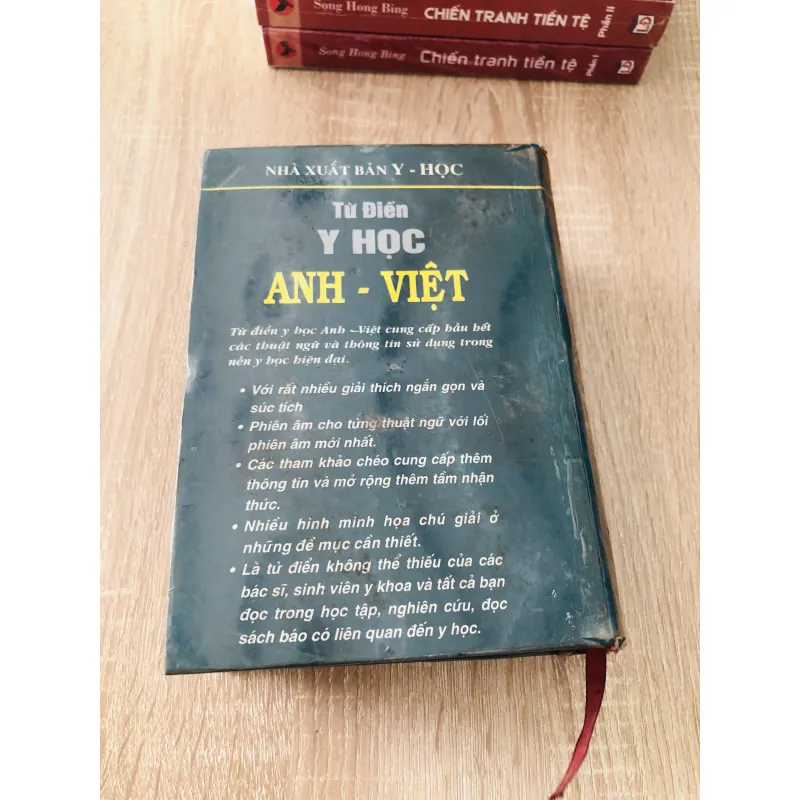 Song Hong Bing CHIẾN TRANH TIỀN TỆ Phần II
Song Hong Bing Chiến tranh tiền tệ Phần I
NHÀ XUẤT BẢN Y - HỌC
Từ Điển
Y HỌC
ANH - VIỆT
Từ điển y học Anh - Việt cung cấp hầu hết
các thuật ngữ và thông tin sử dụng trong
nền y học hiện đại.
• Với rất nhiều giải thích ngắn gọn và
súc tích
• Phiên âm cho từng thuật ngữ với lối
phiên âm mới nhất.
• Các tham khảo chéo cung cấp thêm
thông tin và mở rộng thêm tầm nhận
thức.
• Nhiều hình minh họa chú giải ở
những đề mục cần thiết.
• Là từ điển không thể thiếu của các
bác sĩ, sinh viên y khoa và tất cả bạn
đọc trong học tập, nghiên cứu, đọc
sách báo có liên quan đến y học.